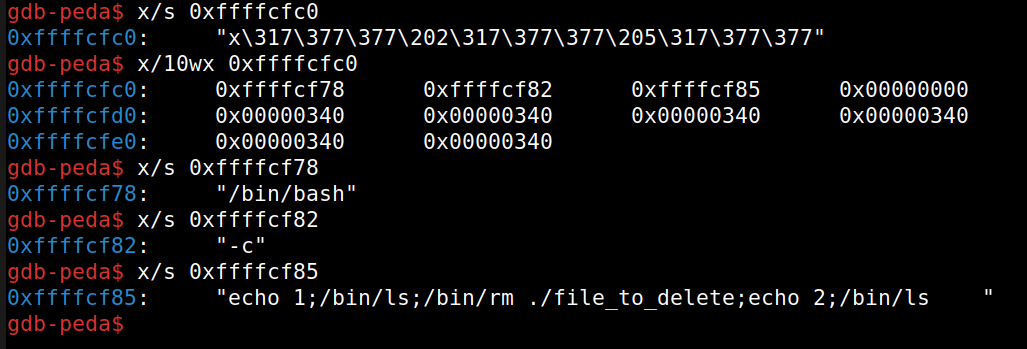 gdb-peda$ x/s 0xffffcfc0
0xffffcfc0:     "x\317\377\377\202\317\377\377\205\317\377\377"
gdb-peda$ x/10wx 0xffffcfc0
0xffffcfc0:     0xffffcf78      0xffffcf82      0xffffcf85      0x00000000
0xffffcfd0:     0x00000340      0x00000340      0x00000340      0x00000340
0xffffcfe0:     0x00000340      0x00000340
gdb-peda$ x/s 0xffffcf78
0xffffcf78:     "/bin/bash"
gdb-peda$ x/s 0xffffcf82
0xffffcf82:     "-c"
gdb-peda$ x/s 0xffffcf85
0xffffcf85:     "echo 1;/bin/ls;/bin/rm ./file_to_delete;echo 2;/bin/ls    "
gdb-peda$